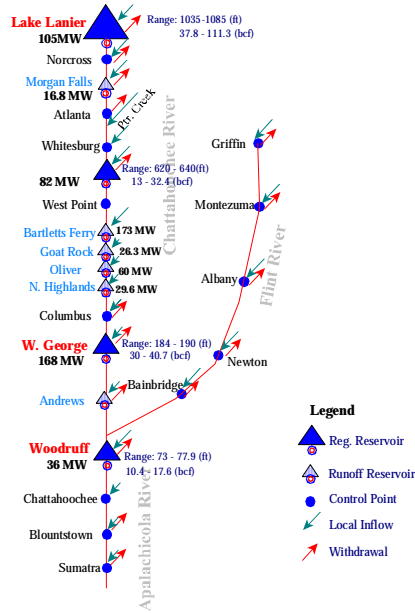 Lake Lanier
105MW
Range: 1035-1085 (ft)
37.8 - 111.3 (bcf)
Norcross
Morgan Falls
16.8 MW
Ptr. Creek
Atlanta
Whitesburg
Chattahoochee River
Griffin
Range: 620 - 640(ft)
13 - 32.4 (bcf)
82 MW
West Point
Montezuma
Bartletts Ferry
173 MW
Goat Rock
26.3 MW
Oliver
60 MW
N. Highlands
29.6 MW
Flint River
Albany
Columbus
W. George
168 MW
Range: 184 - 190 (ft)
30 - 40.7 (bcf)
Newton
Bainbridge
Andrews
Woodruff
36 MW
Range: 73 - 77.9 (ft)
10.4 - 17.6 (bcf)
Chattahoochee
Blountstown
Sumatra
Apalachicola River
Legend
Reg. Reservoir
Runoff Reservoir
Control Point
Local Inflow
Withdrawal